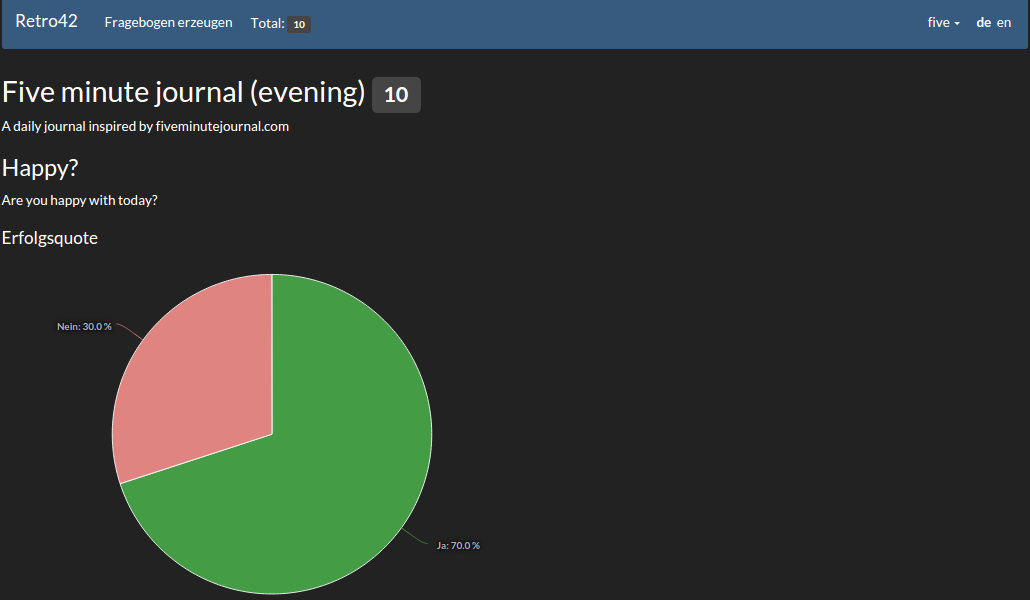 Retro42 Fragebogen erzeugen Total: 10 five de en
Five minute journal (evening) 10
A daily journal inspired by fiveminutejournal.com
Happy?
Are you happy with today?
Erfolgsquote
Nein: 30.0 %
Ja: 70.0 %